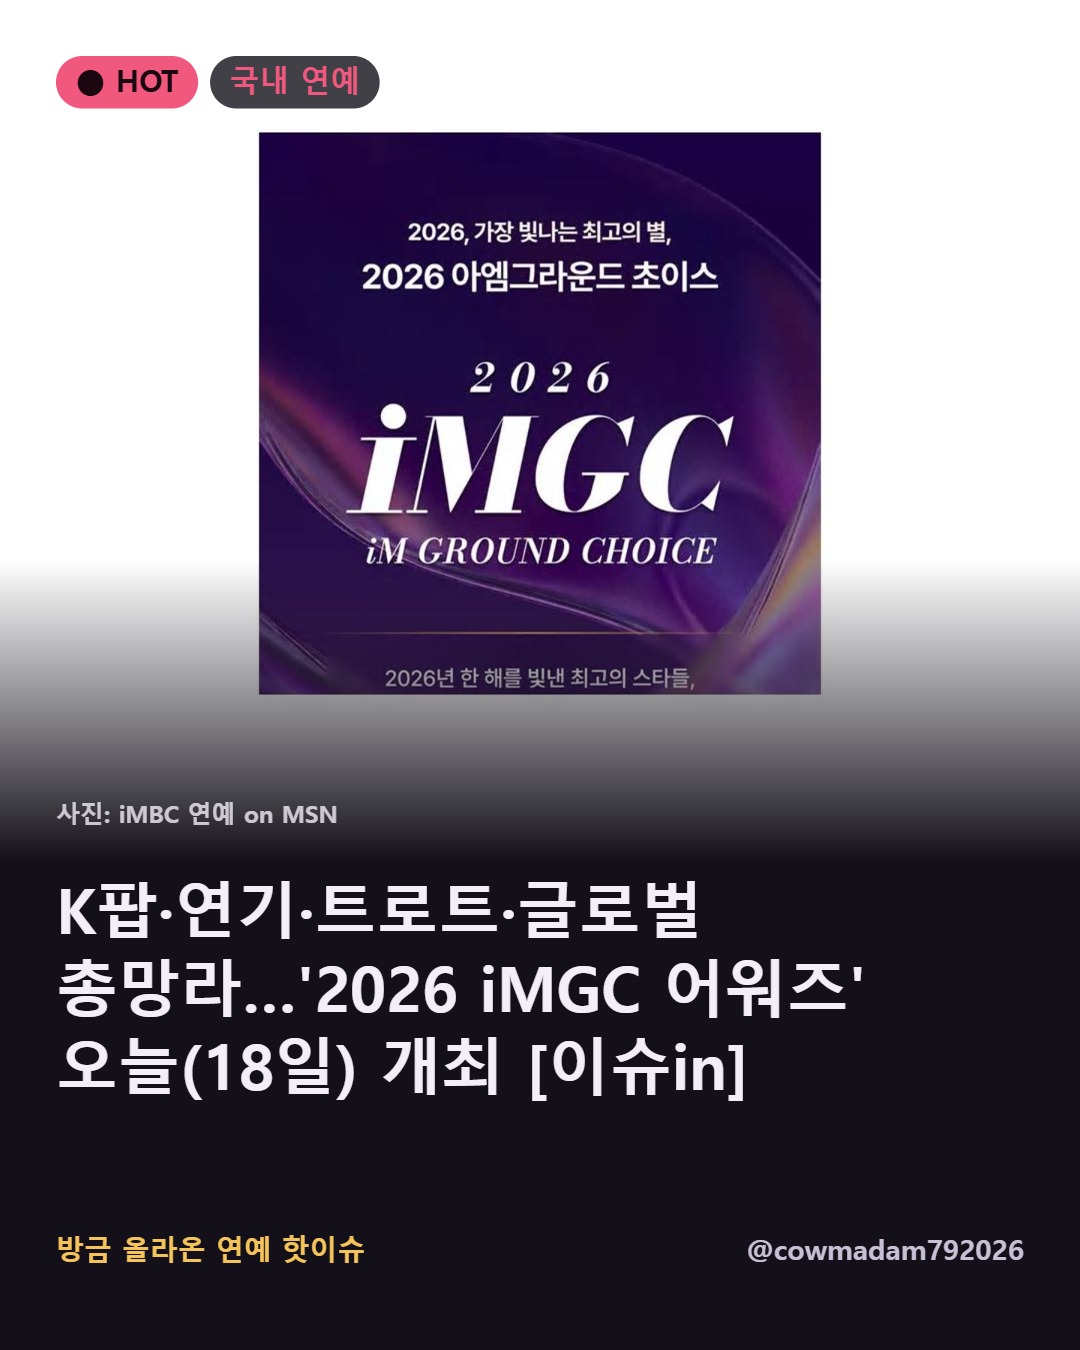 ● HOT 국내 연예
2026, 가장 빛나는 최고의 별,
2026 아엠그라운드 초이스
2026
iMGC
iM GROUND CHOICE
2026년 한 해를 빛낸 최고의 스타들,
사진: iMBC 연예 on MSN
K팝·연기·트로트·글로벌
총망라…'2026 iMGC 어워즈'
오늘(18일) 개최 [이슈in]
방금 올라온 연예 핫이슈
@cowmadam792026